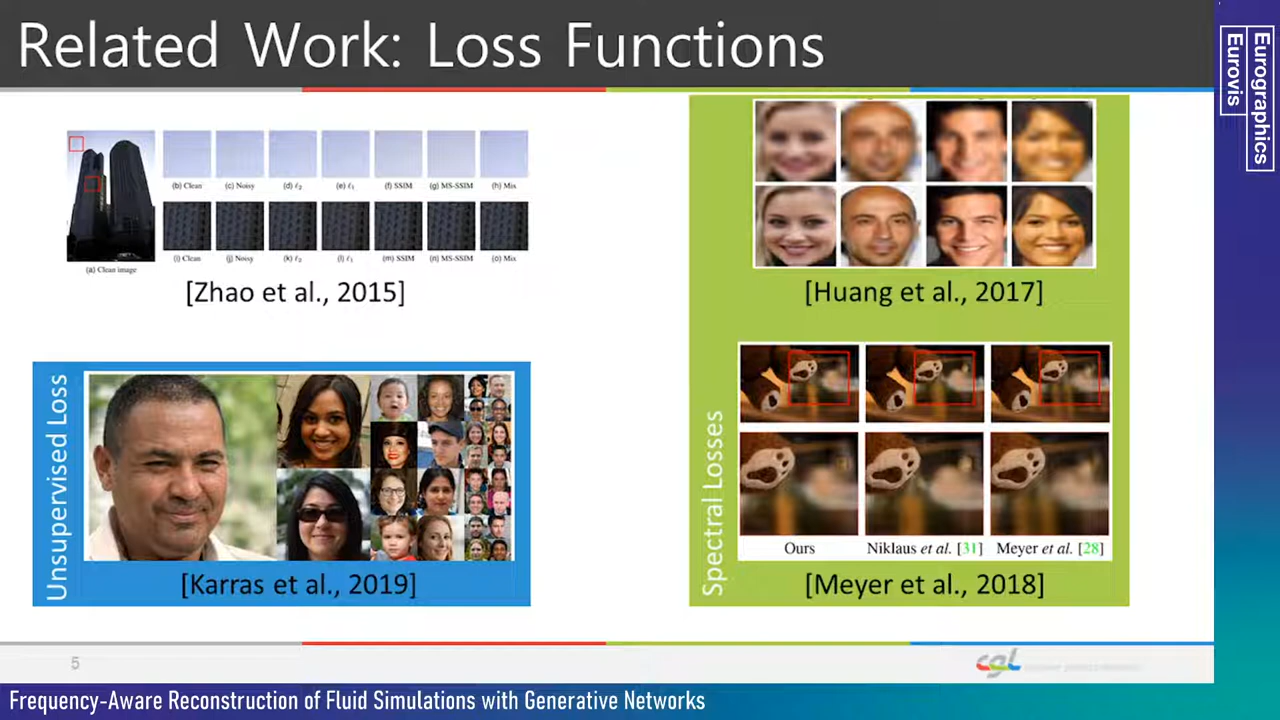 Related Work: Loss Functions
Eurographics
Eurovis
(b) Clean (c) Noisy (d) ℓ2 (e) ℓ1 (f) SSIM (g) MS-SSIM (h) Mix
(i) Clean (j) Noisy (k) ℓ2 (l) ℓ1 (m) SSIM (n) MS-SSIM (o) Mix
(a) Clean image
[Zhao et al., 2015]
[Huang et al., 2017]
Unsupervised Loss
[Karras et al., 2019]
Spectral Losses
Ours Niklaus et al. [31] Meyer et al. [28]
[Meyer et al., 2018]
5
cgl
Frequency-Aware Reconstruction of Fluid Simulations with Generative Networks